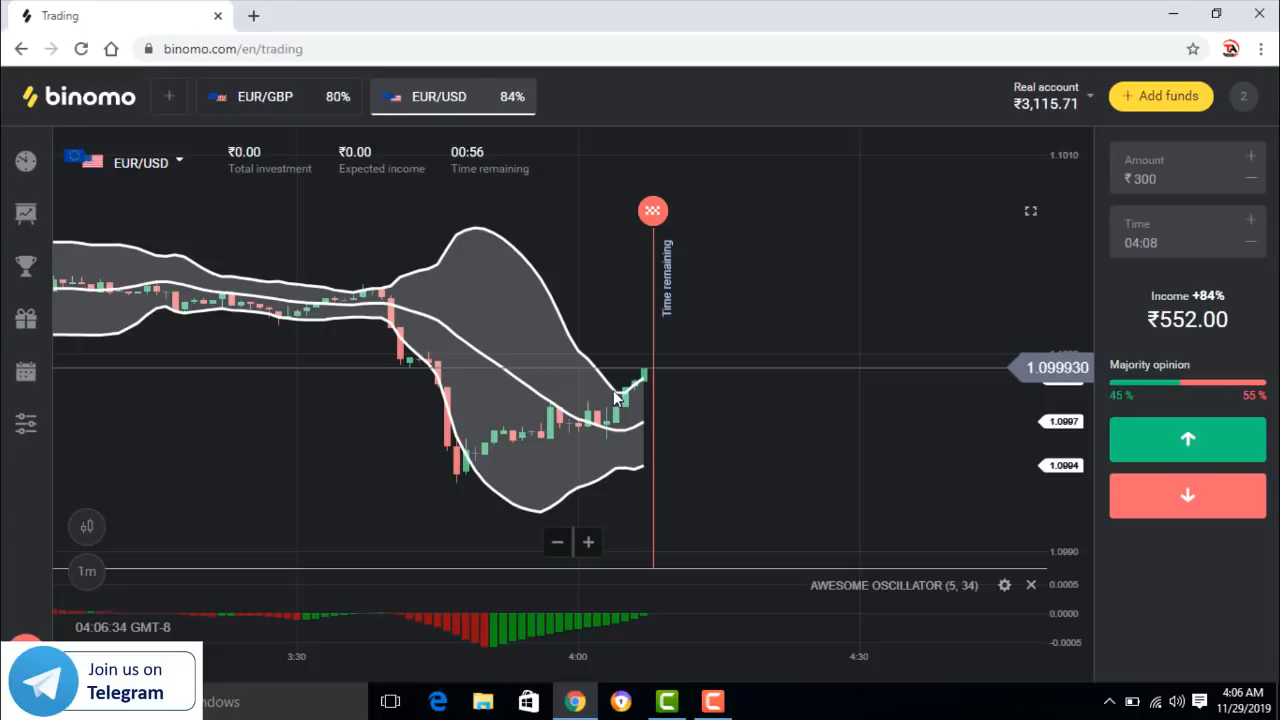 Trading
binomo.com/en/trading
binomo
EUR/GBP 80%
EUR/USD 84%
Real account
₹3,115.71
+ Add funds
2
EUR/USD
₹0.00
Total investment
₹0.00
Expected income
00:56
Time remaining
1.1010
Time remaining
Amount
₹ 300
Time
04:08
Income +84%
₹552.00
Majority opinion
45 %
55 %
1.099930
1.0997
1.0994
1.0990
1m
AWESOME OSCILLATOR (5, 34)
0.0005
0.0000
-0.0005
04:06:34 GMT-8
3:30
4:00
4:30
Join us on
Telegram
ndows
4:06 AM
11/29/2019